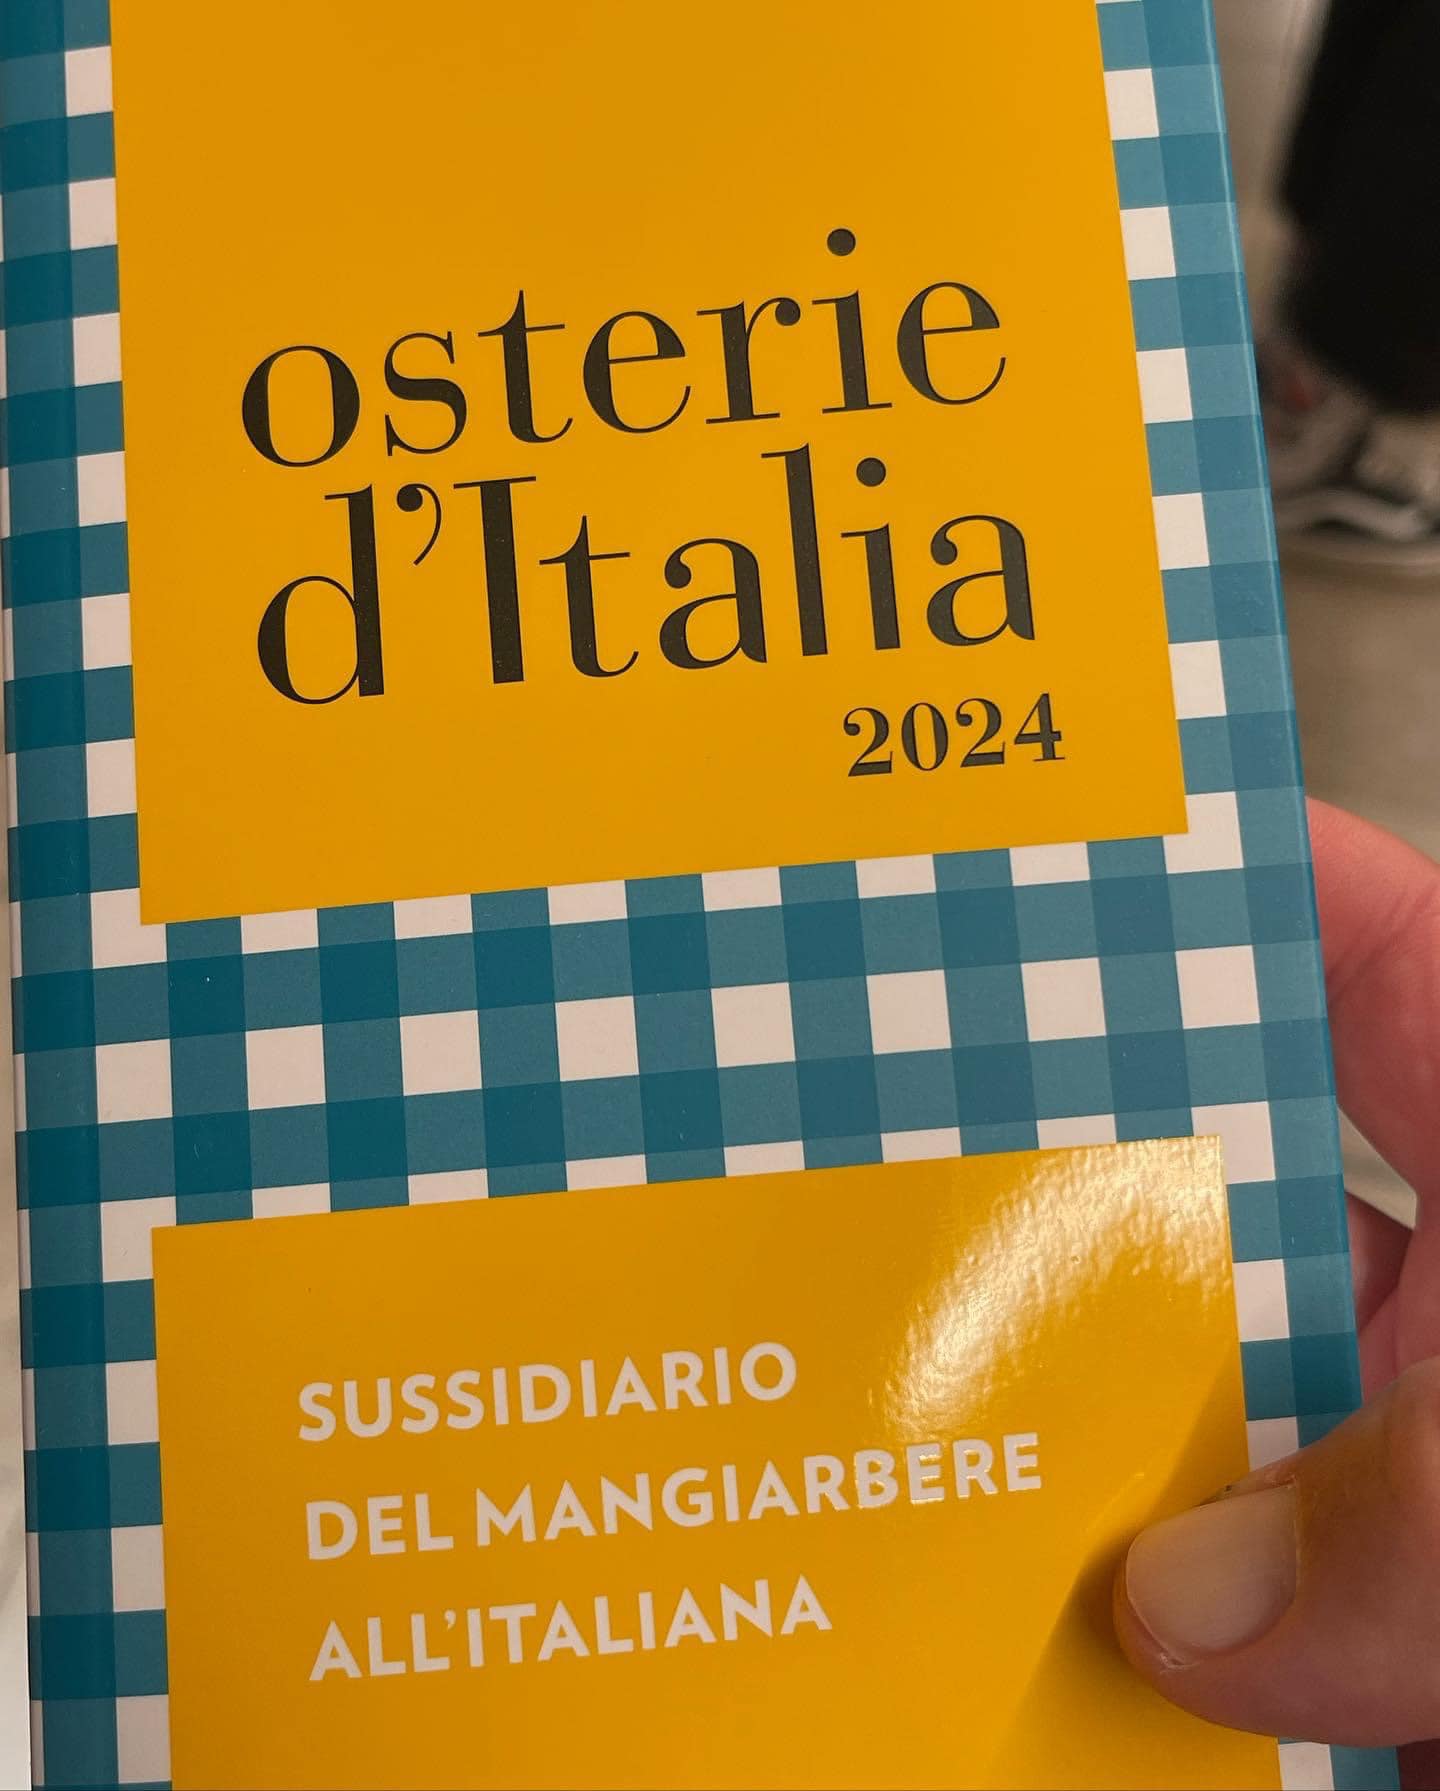 osterie
d’Italia
2024
SUSSIDIARIO
DEL MANGIARBERE
ALL’ITALIANA